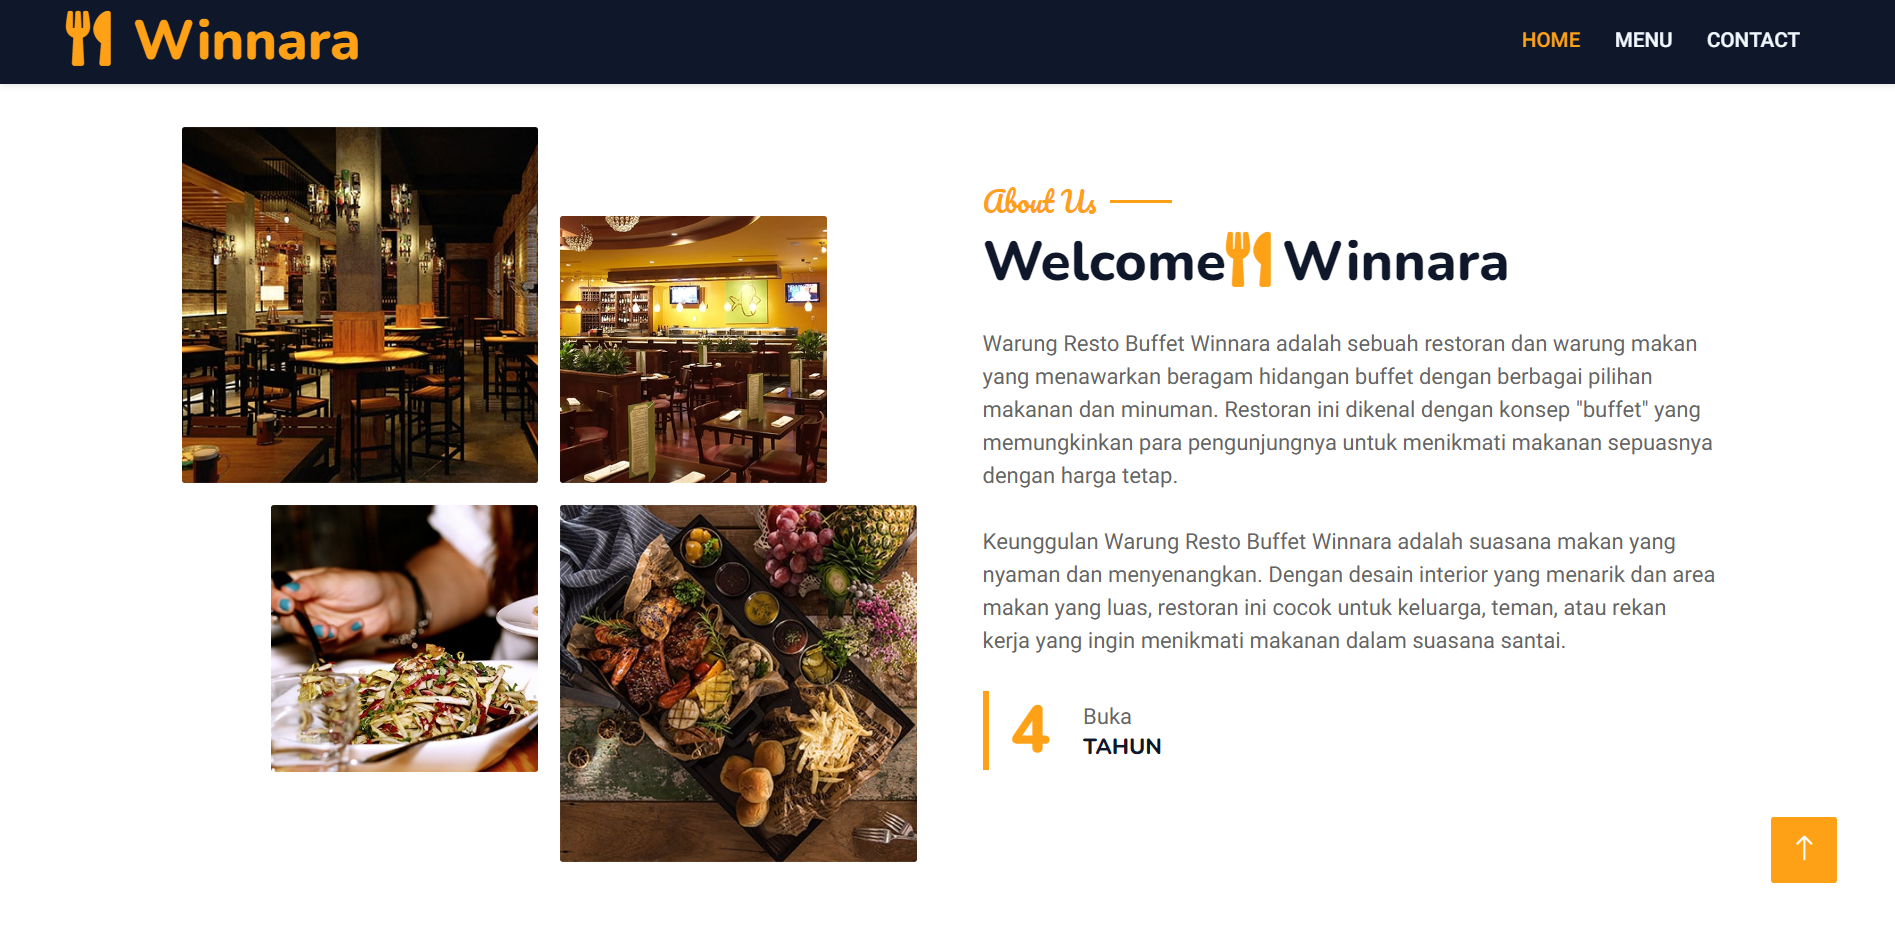 Winnara
HOME MENU CONTACT
About Us
Welcome Winnara
Warung Resto Buffet Winnara adalah sebuah restoran dan warung makan
yang menawarkan beragam hidangan buffet dengan berbagai pilihan
makanan dan minuman. Restoran ini dikenal dengan konsep "buffet" yang
memungkinkan para pengunjungnya untuk menikmati makanan sepuasnya
dengan harga tetap.
Keunggulan Warung Resto Buffet Winnara adalah suasana makan yang
nyaman dan menyenangkan. Dengan desain interior yang menarik dan area
makan yang luas, restoran ini cocok untuk keluarga, teman, atau rekan
kerja yang ingin menikmati makanan dalam suasana santai.
4
Buka
TAHUN